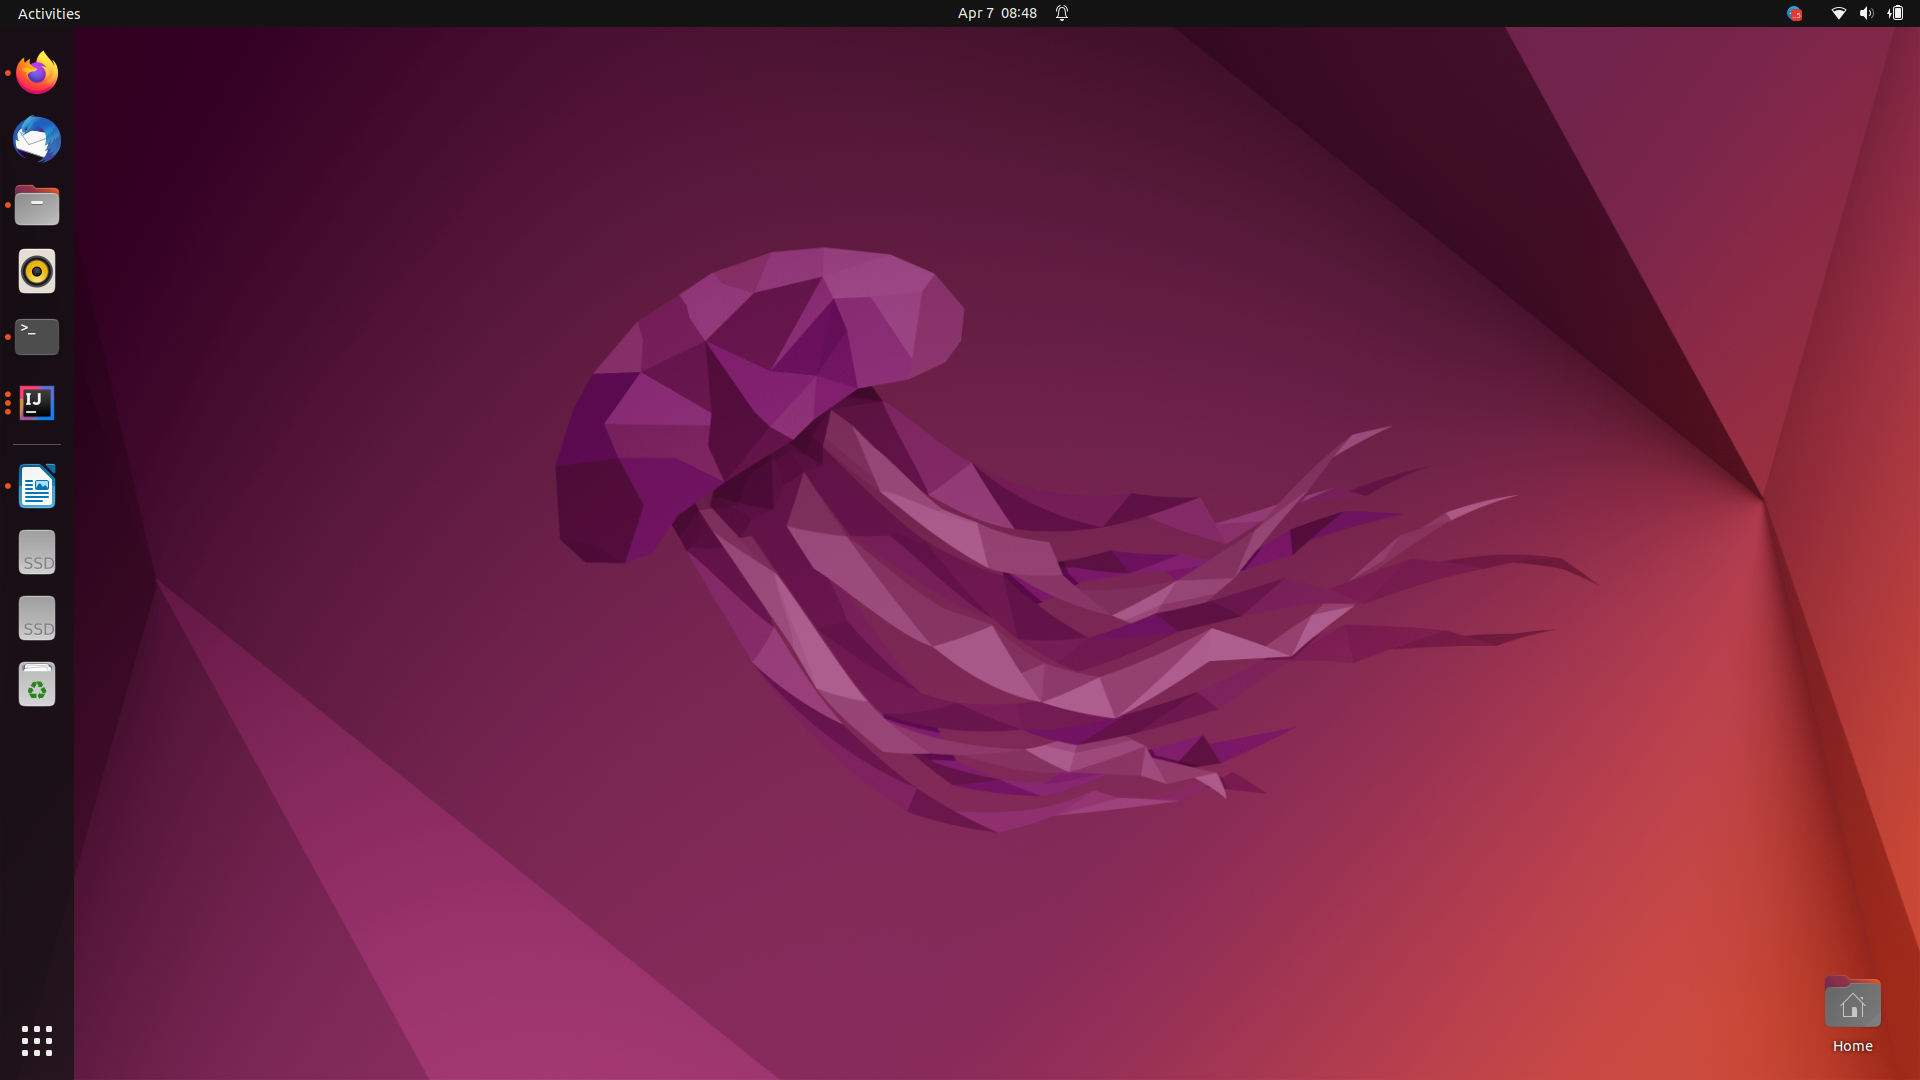 Activities
Apr 7 08:48
>_
IJ
SSD
SSD
Home